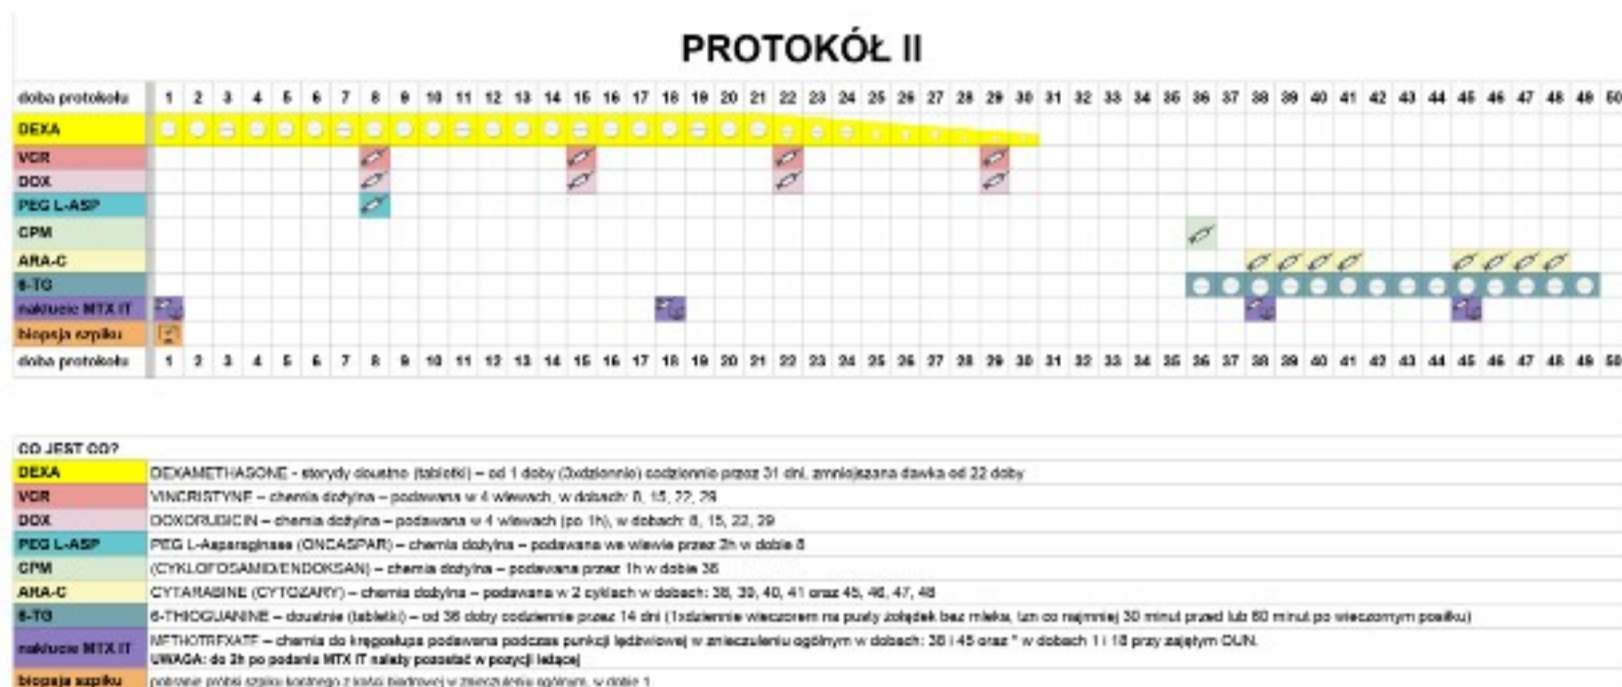 PROTOKÓŁ II
doba protokołu 1 2 3 4 5 6 7 8 9 10 11 12 13 14 15 16 17 18 19 20 21 22 23 24 25 26 27 28 29 30 31 32 33 34 35 36 37 38 39 40 41 42 43 44 45 46 47 48 49 50
DEXA
VCR
DOX
PEG L-ASP
CPM
ARA-C
6-TG
nakłucie MTX IT
biopsja szpiku
doba protokołu 1 2 3 4 5 6 7 8 9 10 11 12 13 14 15 16 17 18 19 20 21 22 23 24 25 26 27 28 29 30 31 32 33 34 35 36 37 38 39 40 41 42 43 44 45 46 47 48 49 50
CO JEST CO?
DEXA DEXAMETHASONE - sterydy doustne (tabletki) – od 1 doby (3xdziennie) codziennie przez 31 dni, zmniejszana dawka od 22 doby
VCR VINCRISTYNE – chemia dożylna – podawana w 4 wlewach, w dobach: 8, 15, 22, 29
DOX DOXORUBICIN – chemia dożylna – podawana w 4 wlewach (po 1h), w dobach: 8, 15, 22, 29
PEG L-ASP PEG L-Asparaginase (ONCASPAR) – chemia dożylna – podawana we wlewie przez 2h w dobie 8
CPM (CYKLOFOSAMID/ENDOKSAN) – chemia dożylna – podawana przez 1h w dobie 36
ARA-C CYTARABINE (CYTOZARY) – chemia dożylna – podawana w 2 cyklach w dobach: 38, 39, 40, 41 oraz 45, 46, 47, 48
6-TG 6-THIOGUANINE – doustnie (tabletki) – od 36 doby codziennie przez 14 dni (1xdziennie wieczorem na pusty żołądek bez mleka, tzn co najmniej 30 minut przed lub 60 minut po wieczornym posiłku)
nakłucie MTX IT METHOTREXATE – chemia do kręgosłupa podawana podczas punkcji lędźwiowej w znieczuleniu ogólnym w dobach: 38 i 45 oraz * w dobach 1 i 18 przy zajętym OUN.
UWAGA: do 2h po podaniu MTX IT należy pozostać w pozycji leżącej
biopsja szpiku pobranie próbki szpiku kostnego z kości biodrowej w znieczuleniu ogólnym, w dobie 1